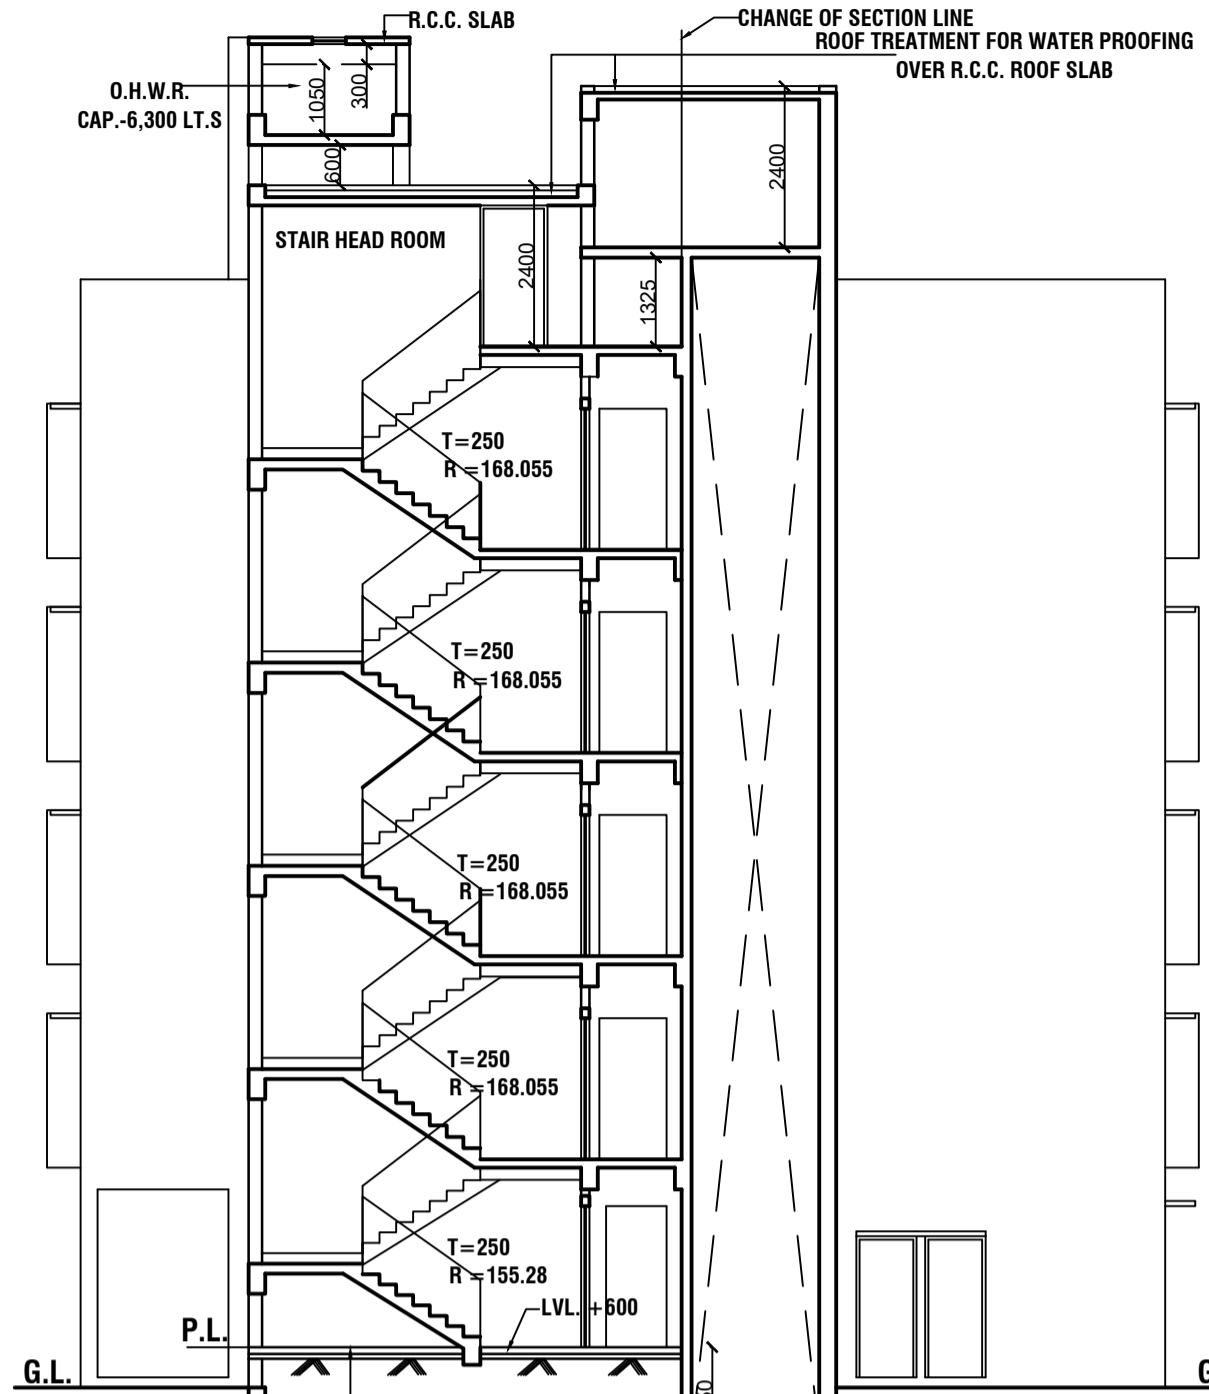 R.C.C. SLAB
CHANGE OF SECTION LINE
ROOF TREATMENT FOR WATER PROOFING
OVER R.C.C. ROOF SLAB
O.H.W.R.
CAP.-6,300 LT.S
1050
300
600
2400
STAIR HEAD ROOM
2400
1325
T=250
R =168.055
T=250
R =168.055
T=250
R =168.055
T=250
R =168.055
T=250
R =155.28
LVL. +600
P.L.
G.L.